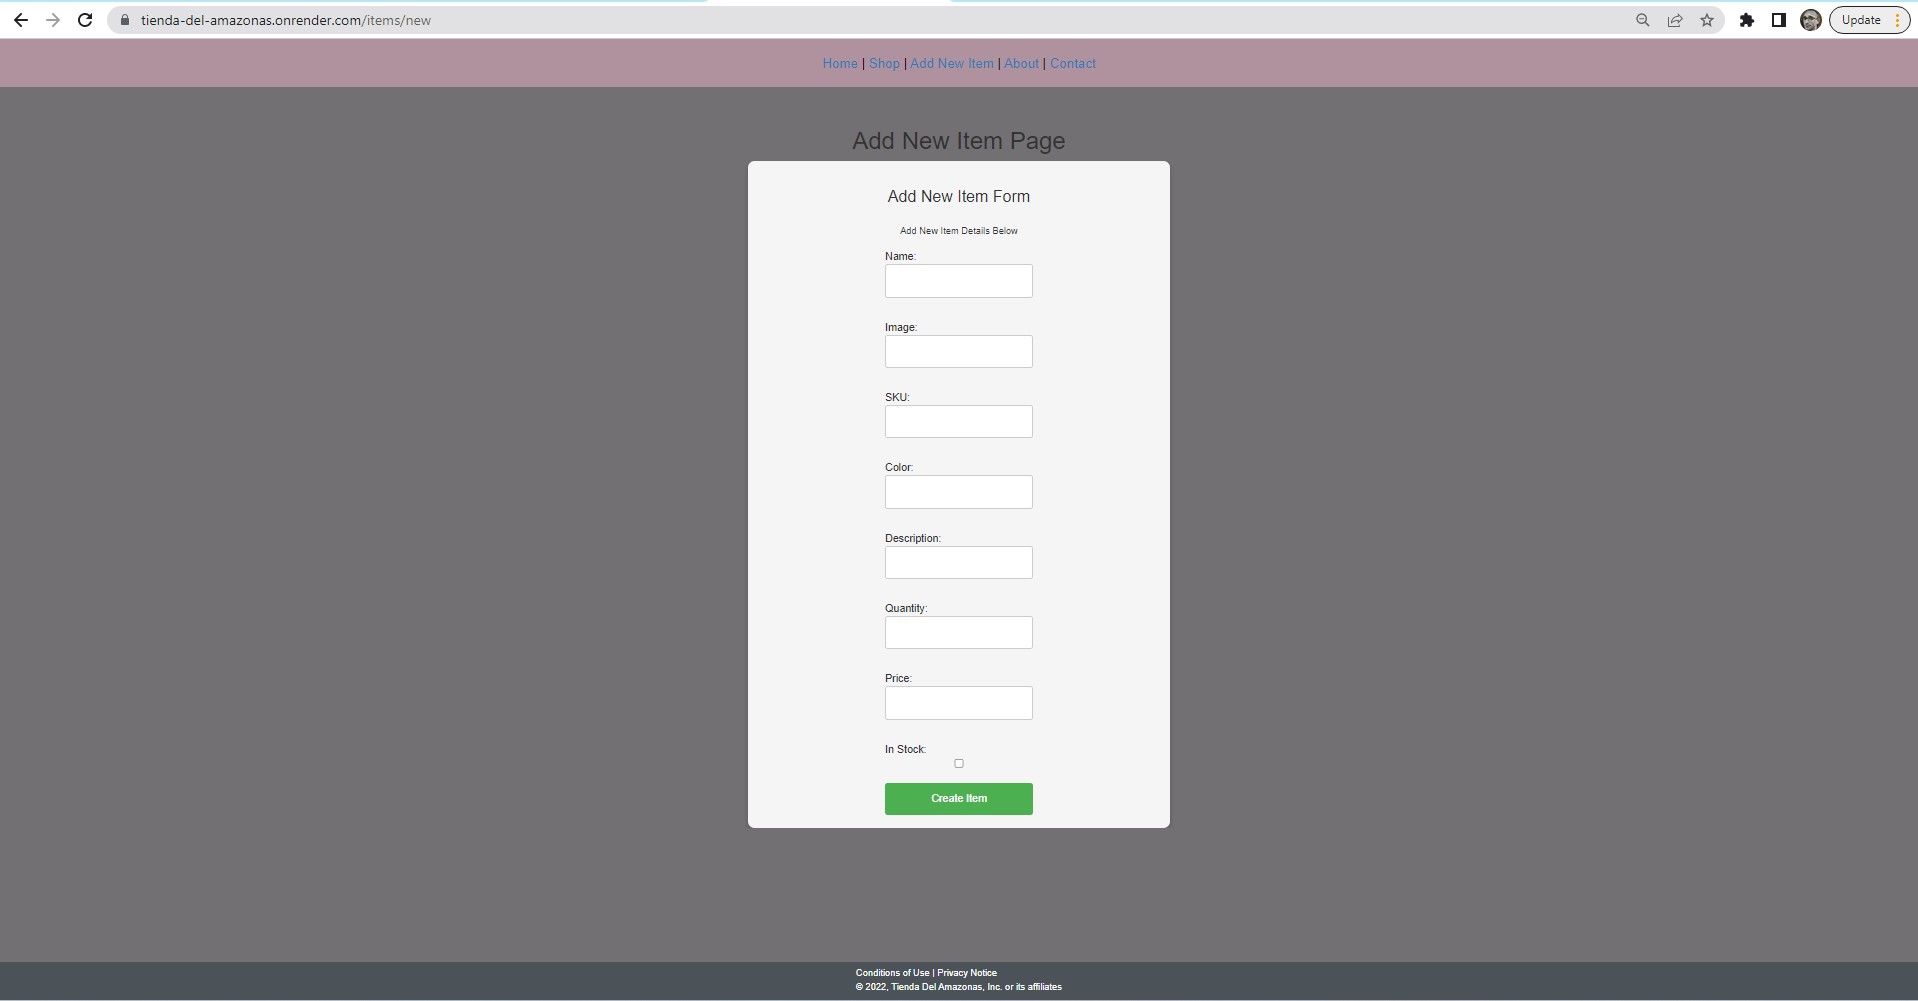 tienda-del-amazonas.onrender.com/items/new
Update
Home | Shop | Add New Item | About | Contact
Add New Item Page
Add New Item Form
Add New Item Details Below
Name:
Image:
SKU:
Color:
Description:
Quantity:
Price:
In Stock:
Create Item
Conditions of Use | Privacy Notice
© 2022, Tienda Del Amazonas, Inc. or its affiliates